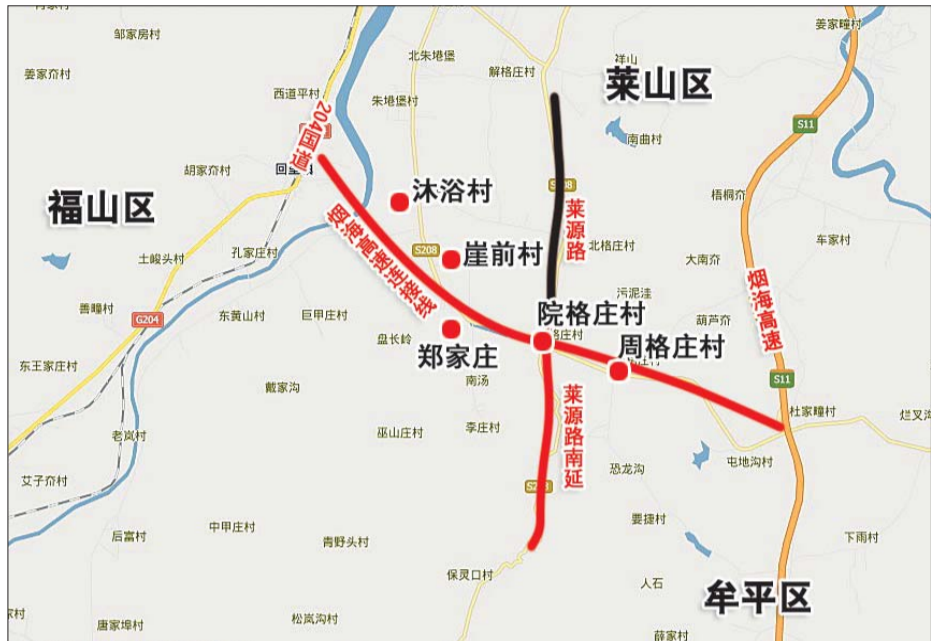 邹家房村
姜家夼村
北朱塂堡
解格庄村
祥山
姜家疃村
莱山区
西道平村
朱塂堡村
204国道
南曲村
S11
胡家夼村
沐浴村
梧桐夼
福山区
莱源路
车家村
土峻头村
孔家庄村
S208
崖前村
北格庄村
大南夼
烟海高速连接线
烟海高速
善疃村
G204
东黄山村
巨甲庄村
污泥洼
葫芦夼
院格庄村
盘长岭
郑家庄
周格庄村
东王家庄村
戴家沟
南汤
S11
莱源路南延
杜家疃村
烂叉沟
老岚村
巫山庄村
李庄村
屯地沟村
恐龙沟
艾子夼村
后富村
中甲庄村
青野头村
要捷村
下雨村
保灵口村
人石
牟平区
唐家埠村
松岚沟村
薛家村